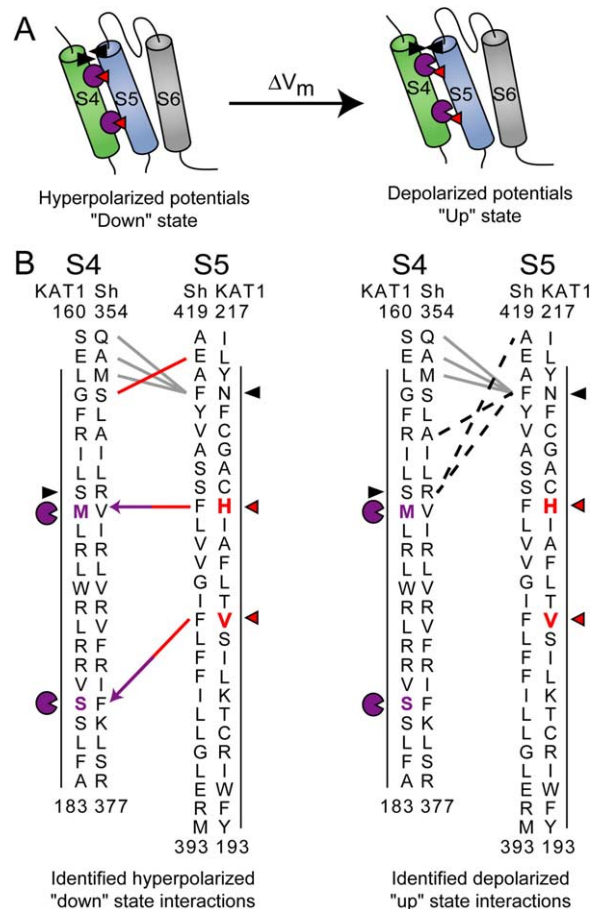 A
S4 S5 S6
ΔVm
S4 S5 S6
Hyperpolarized potentials
"Down" state
Depolarized potentials
"Up" state
B
S4 S5 S4 S5
KAT1 Sh Sh KAT1 KAT1 Sh Sh KAT1
160 354 419 217 160 354 419 217
S Q A I S Q A I
E A E L E A E L
L M A Y L M A Y
G S F N G S F N
F L Y F F L Y F
R A V C R A V C
I I A G I I A G
L L S A L L S A
S R S C S R S C
M V F H M V F H
L I L I L I L I
R R V A R R V A
L L V F L L V F
W V G L W V G L
R R I T R R I T
L V F V L V F V
R F L S R F L S
R R F I R R F I
V I F L V I F L
S F I K S F I K
S K L T S K L T
L L L C L L L C
F S G R F S G R
A R L I A R L I
E W E W
183 377 R F 183 377 R F
M Y M Y
393 193 393 193
Identified hyperpolarized
"down" state interactions
Identified depolarized
"up" state interactions